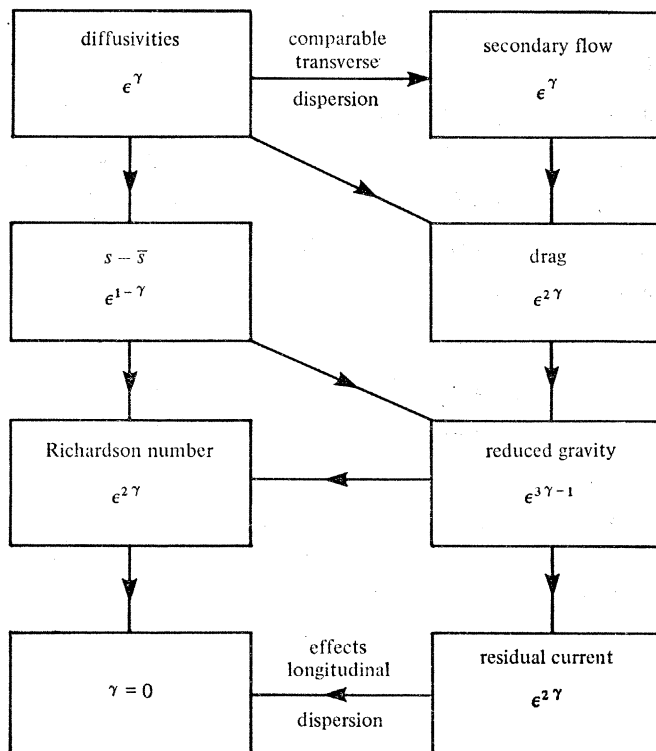 diffusivities
ϵ^γ
comparable
transverse
dispersion
secondary flow
ϵ^γ
s – s̅
ϵ^{1–γ}
drag
ϵ^{2γ}
Richardson number
ϵ^{2γ}
reduced gravity
ϵ^{3γ–1}
γ = 0
effects
longitudinal
dispersion
residual current
ϵ^{2γ}